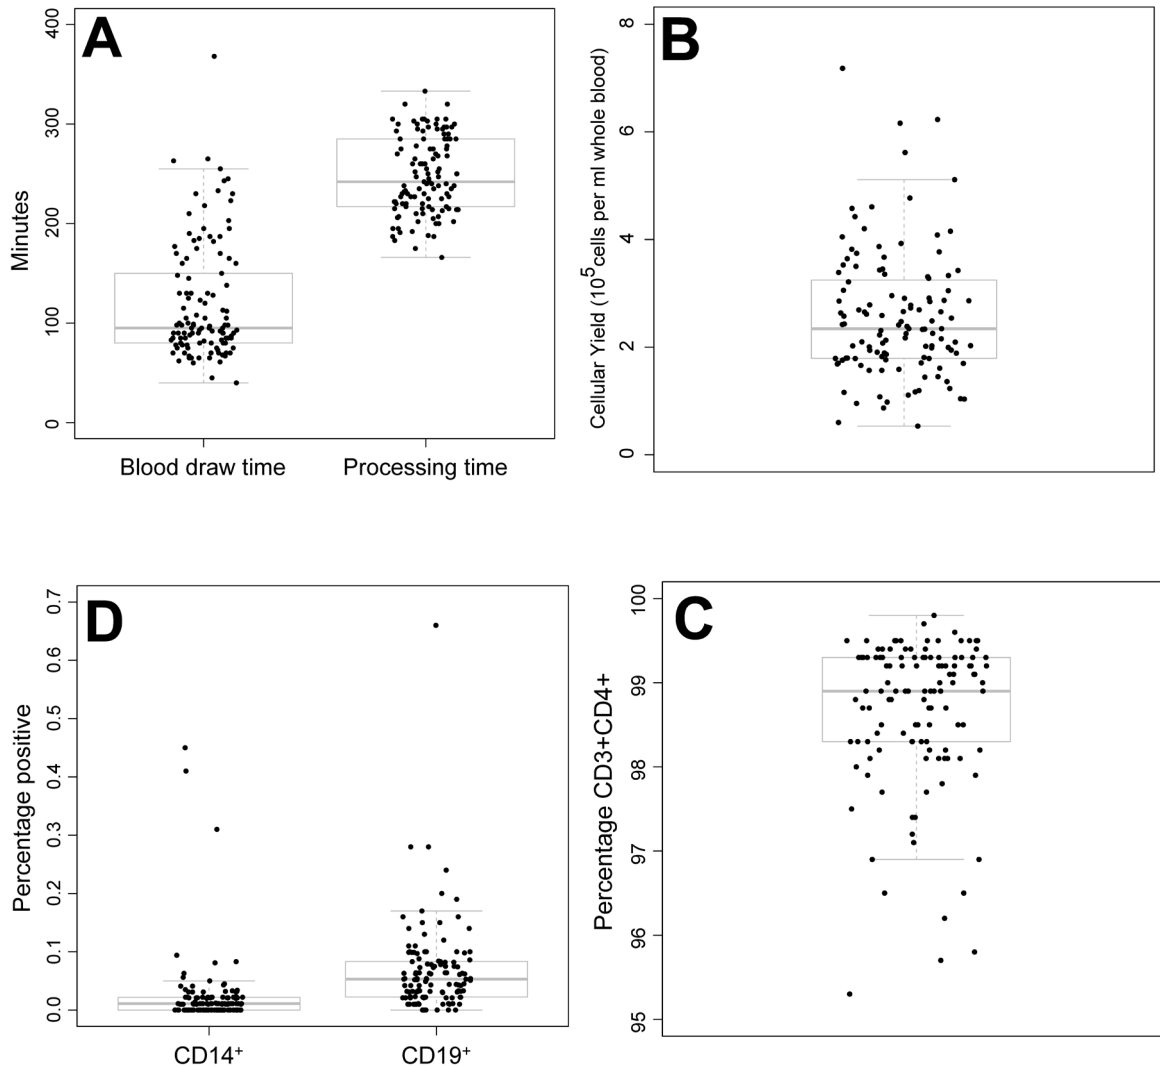 A
Minutes
400
300
200
100
0
Blood draw time
Processing time
B
Cellular Yield (10⁵cells per ml whole blood)
8
6
4
2
0
D
Percentage positive
0.7
0.6
0.5
0.4
0.3
0.2
0.1
0.0
CD14⁺
CD19⁺
C
Percentage CD3+CD4+
100
99
98
97
96
95